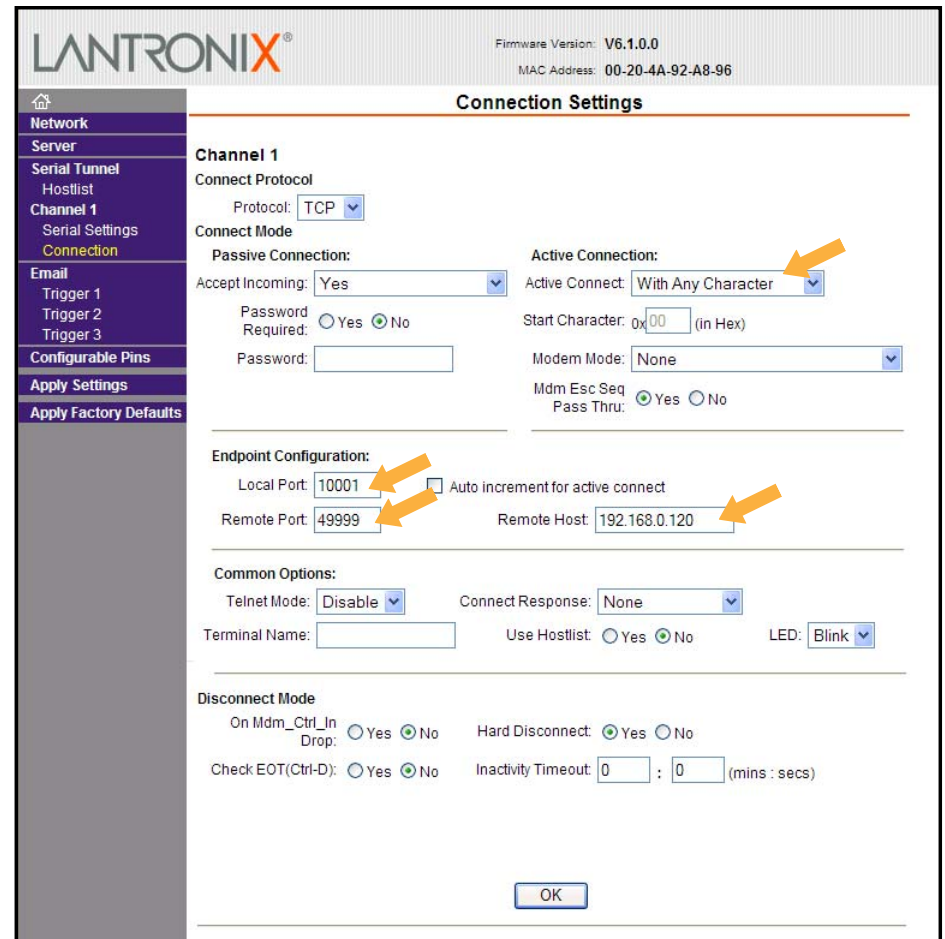 LANTRONIX®
Firmware Version: V6.1.0.0
MAC Address: 00-20-4A-92-A8-96
Network
Server
Serial Tunnel
Hostlist
Channel 1
Serial Settings
Connection
Email
Trigger 1
Trigger 2
Trigger 3
Configurable Pins
Apply Settings
Apply Factory Defaults
Connection Settings
Channel 1
Connect Protocol
Protocol: TCP
Connect Mode
Passive Connection: Active Connection:
Accept Incoming: Yes Active Connect: With Any Character
Password Required: Yes No Start Character: 0x 00 (in Hex)
Password: Modem Mode: None
Mdm Esc Seq Pass Thru: Yes No
Endpoint Configuration:
Local Port: 10001 Auto increment for active connect
Remote Port: 49999 Remote Host: 192.168.0.120
Common Options:
Telnet Mode: Disable Connect Response: None
Terminal Name: Use Hostlist: Yes No LED: Blink
Disconnect Mode
On Mdm_Ctrl_In Drop: Yes No Hard Disconnect: Yes No
Check EOT(Ctrl-D): Yes No Inactivity Timeout: 0 : 0 (mins : secs)
OK